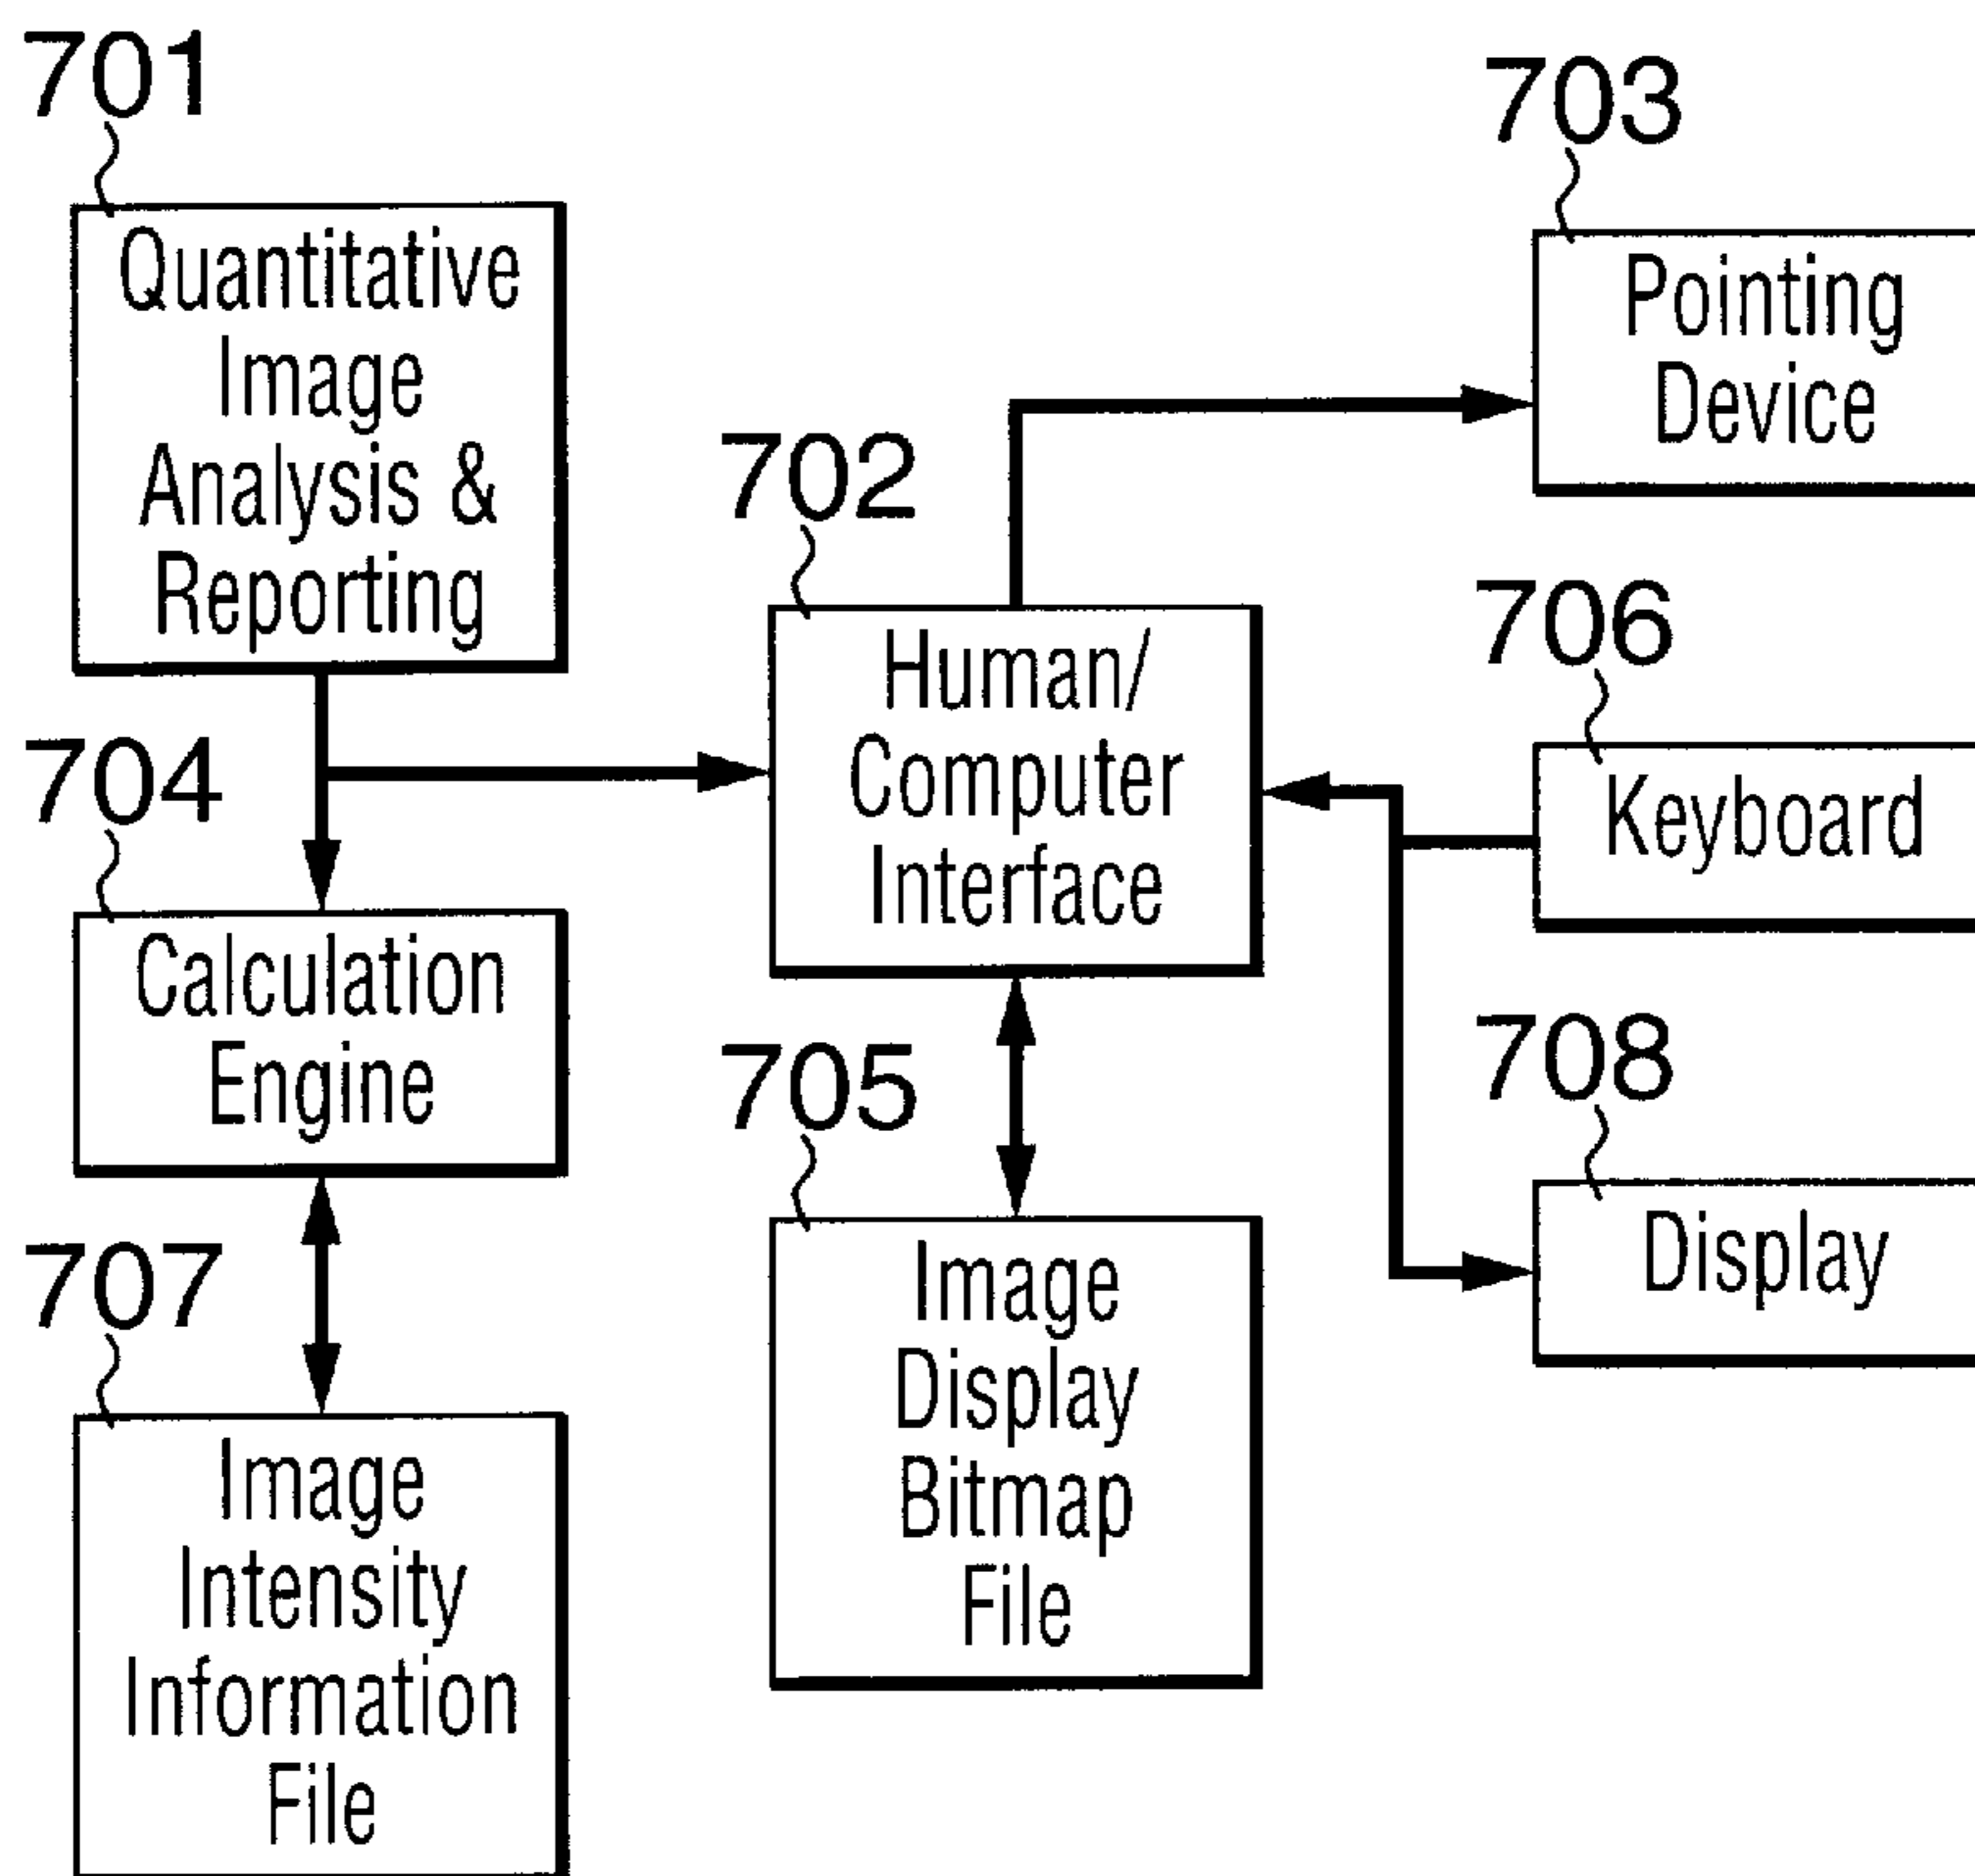 701
Quantitative
Image
Analysis &
Reporting
702
Human/
Computer
Interface
703
Pointing
Device
704
Calculation
Engine
705
Image
Display
Bitmap
File
706
Keyboard
707
Image
Intensity
Information
File
708
Display